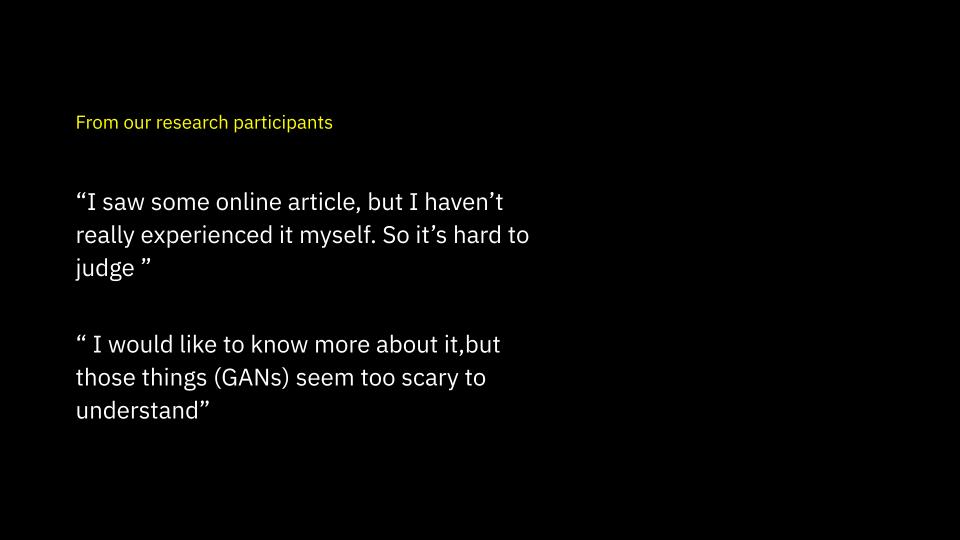 From our research participants
“I saw some online article, but I haven’t
really experienced it myself. So it’s hard to
judge ”
“ I would like to know more about it,but
those things (GANs) seem too scary to
understand”